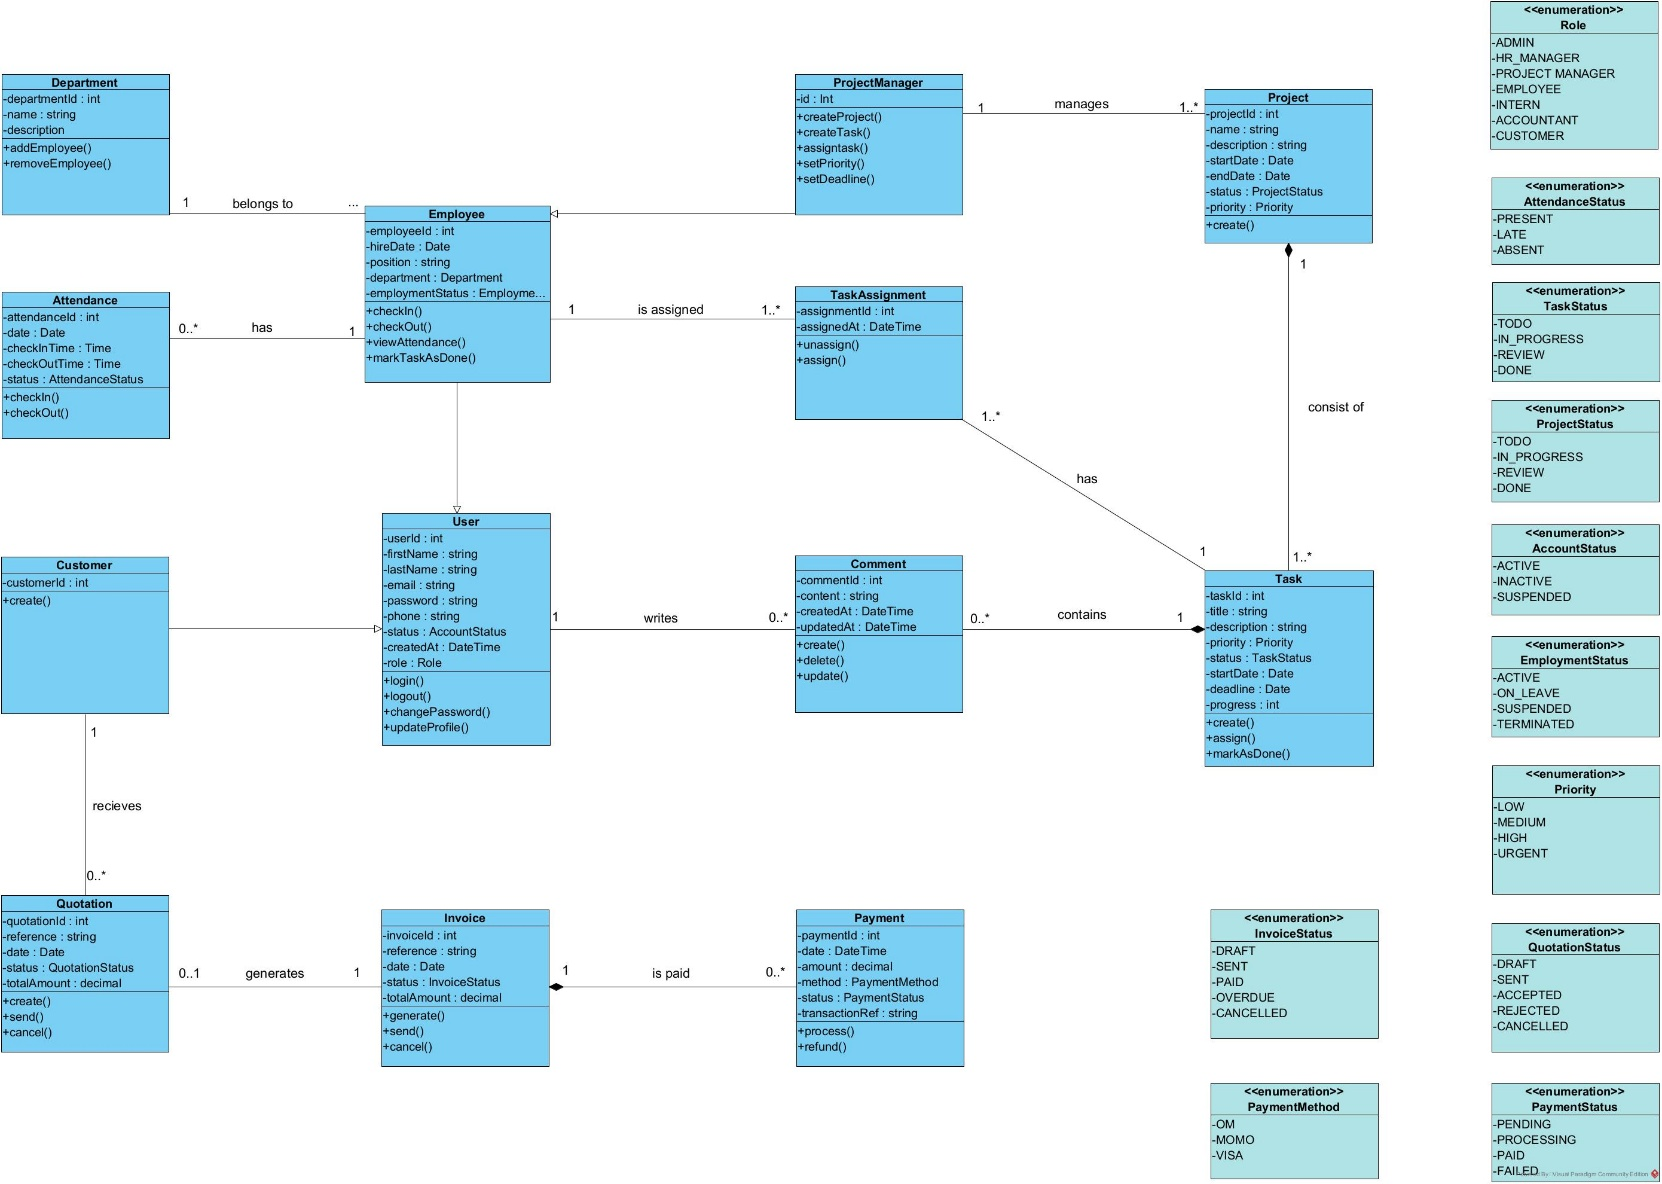 Department
-departmentId : int
-name : string
-description
+addEmployee()
+removeEmployee()
1
belongs to
...
Employee
-employeeId : int
-hireDate : Date
-position : string
-department : Department
-employmentStatus : Employme...
+checkIn()
+checkOut()
+viewAttendance()
+markTaskAsDone()
ProjectManager
-id : Int
+createProject()
+createTask()
+assigntask()
+setPriority()
+setDeadline()
1
manages
1..*
Project
-projectId : int
-name : string
-description : string
-startDate : Date
-endDate : Date
-status : ProjectStatus
-priority : Priority
+create()
1
consist of
1..*
Attendance
-attendanceId : int
-date : Date
-checkInTime : Time
-checkOutTime : Time
-status : AttendanceStatus
+checkIn()
+checkOut()
0..*
has
1
1
is assigned
1..*
TaskAssignment
-assignmentId : int
-assignedAt : DateTime
+unassign()
+assign()
1..*
has
1
Customer
-customerId : int
+create()
User
-userId : int
-firstName : string
-lastName : string
-email : string
-password : string
-phone : string
-status : AccountStatus
-createdAt : DateTime
-role : Role
+login()
+logout()
+changePassword()
+updateProfile()
1
writes
0..*
Comment
-commentId : int
-content : string
-createdAt : DateTime
-updatedAt : DateTime
+create()
+delete()
+update()
0..*
contains
1
Task
-taskId : int
-title : string
-description : string
-priority : Priority
-status : TaskStatus
-startDate : Date
-deadline : Date
-progress : int
+create()
+assign()
+markAsDone()
1
recieves
0..*
Quotation
-quotationId : int
-reference : string
-date : Date
-status : QuotationStatus
-totalAmount : decimal
+create()
+send()
+cancel()
0..1
generates
1
Invoice
-invoiceId : int
-reference : string
-date : Date
-status : InvoiceStatus
-totalAmount : decimal
+generate()
+send()
+cancel()
1
is paid
0..*
Payment
-paymentId : int
-date : DateTime
-amount : decimal
-method : PaymentMethod
-status : PaymentStatus
-transactionRef : string
+process()
+refund()
<<enumeration>>
Role
-ADMIN
-HR_MANAGER
-PROJECT MANAGER
-EMPLOYEE
-INTERN
-ACCOUNTANT
-CUSTOMER
<<enumeration>>
AttendanceStatus
-PRESENT
-LATE
-ABSENT
<<enumeration>>
TaskStatus
-TODO
-IN_PROGRESS
-REVIEW
-DONE
<<enumeration>>
ProjectStatus
-TODO
-IN_PROGRESS
-REVIEW
-DONE
<<enumeration>>
AccountStatus
-ACTIVE
-INACTIVE
-SUSPENDED
<<enumeration>>
EmploymentStatus
-ACTIVE
-ON_LEAVE
-SUSPENDED
-TERMINATED
<<enumeration>>
Priority
-LOW
-MEDIUM
-HIGH
-URGENT
<<enumeration>>
InvoiceStatus
-DRAFT
-SENT
-PAID
-OVERDUE
-CANCELLED
<<enumeration>>
QuotationStatus
-DRAFT
-SENT
-ACCEPTED
-REJECTED
-CANCELLED
<<enumeration>>
PaymentMethod
-OM
-MOMO
-VISA
<<enumeration>>
PaymentStatus
-PENDING
-PROCESSING
-PAID
-FAILED
By: Visual Paradigm Community Edition